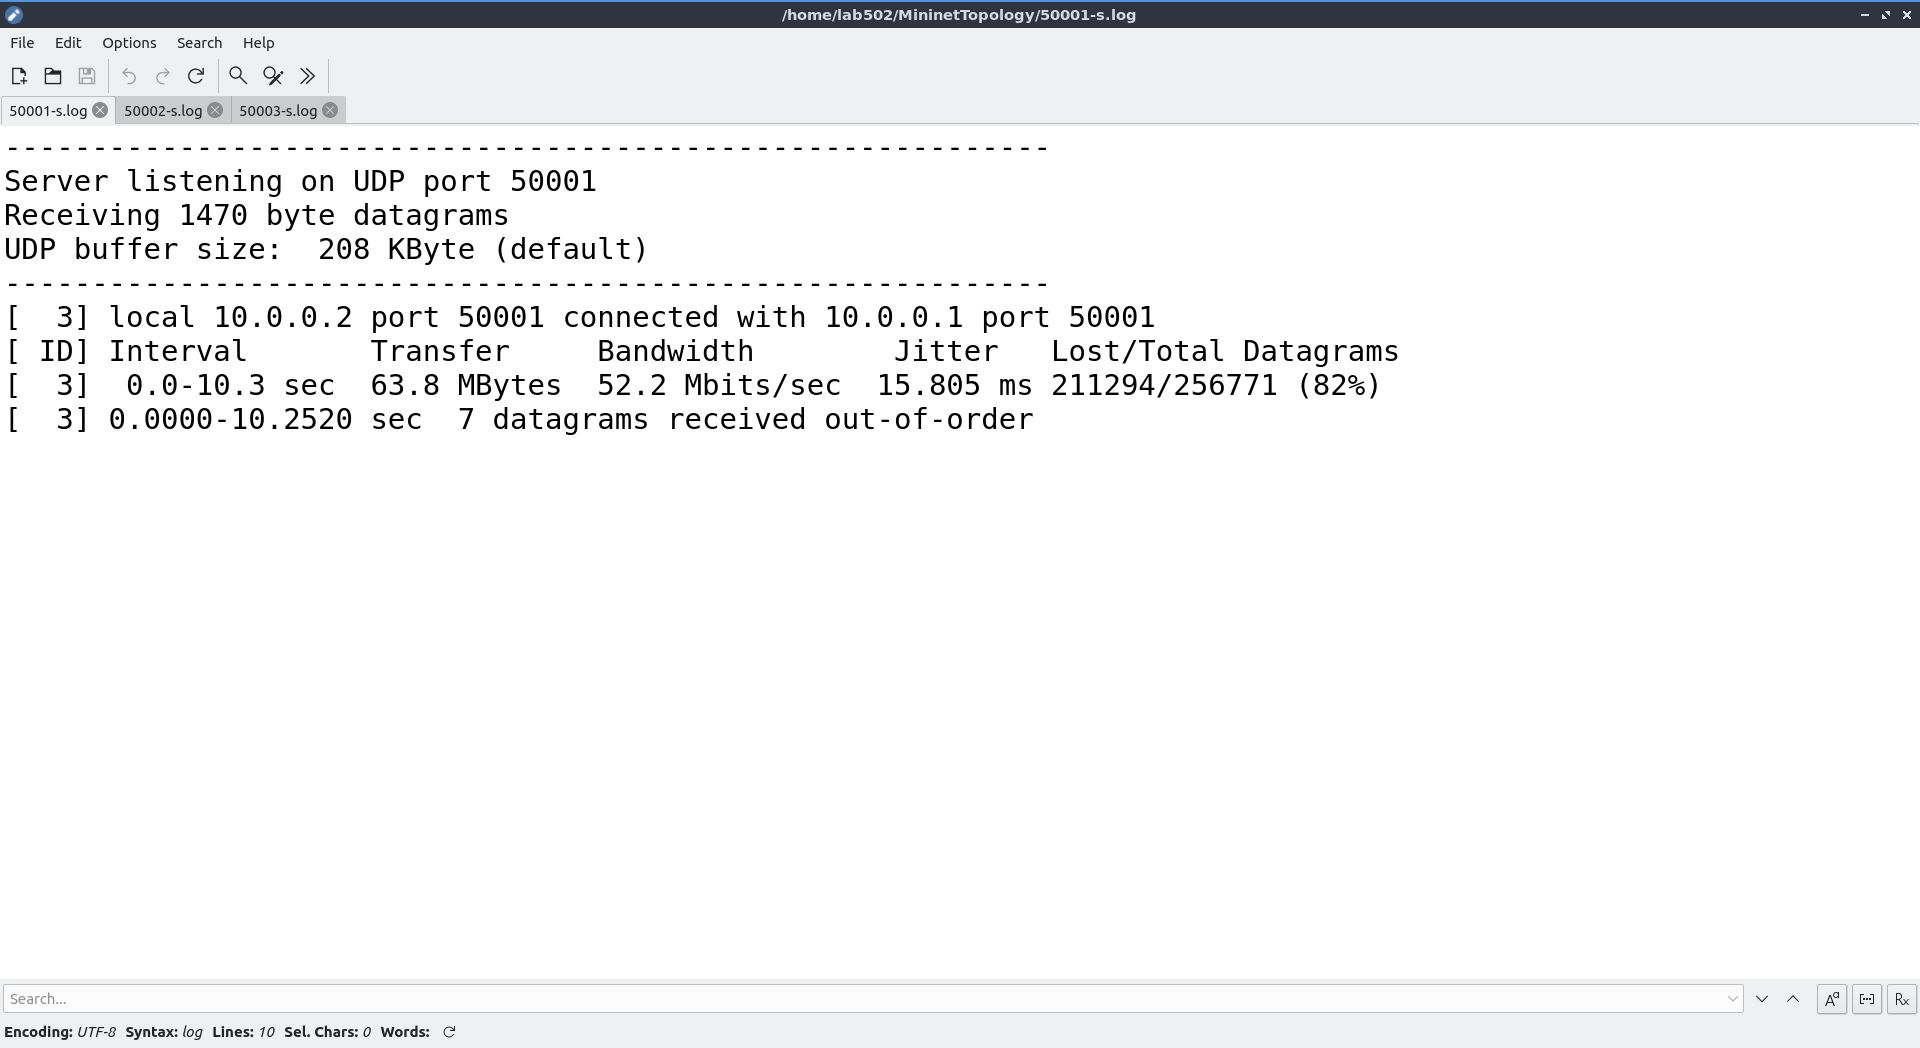 /home/lab502/MininetTopology/50001-s.log
File Edit Options Search Help
50001-s.log 50002-s.log 50003-s.log
------------------------------------------------------------
Server listening on UDP port 50001
Receiving 1470 byte datagrams
UDP buffer size:  208 KByte (default)
------------------------------------------------------------
[  3] local 10.0.0.2 port 50001 connected with 10.0.0.1 port 50001
[ ID] Interval       Transfer     Bandwidth        Jitter   Lost/Total Datagrams
[  3]  0.0-10.3 sec  63.8 MBytes  52.2 Mbits/sec  15.805 ms 211294/256771 (82%)
[  3] 0.0000-10.2520 sec  7 datagrams received out-of-order
Search...
Encoding: UTF-8 Syntax: log Lines: 10 Sel. Chars: 0 Words: